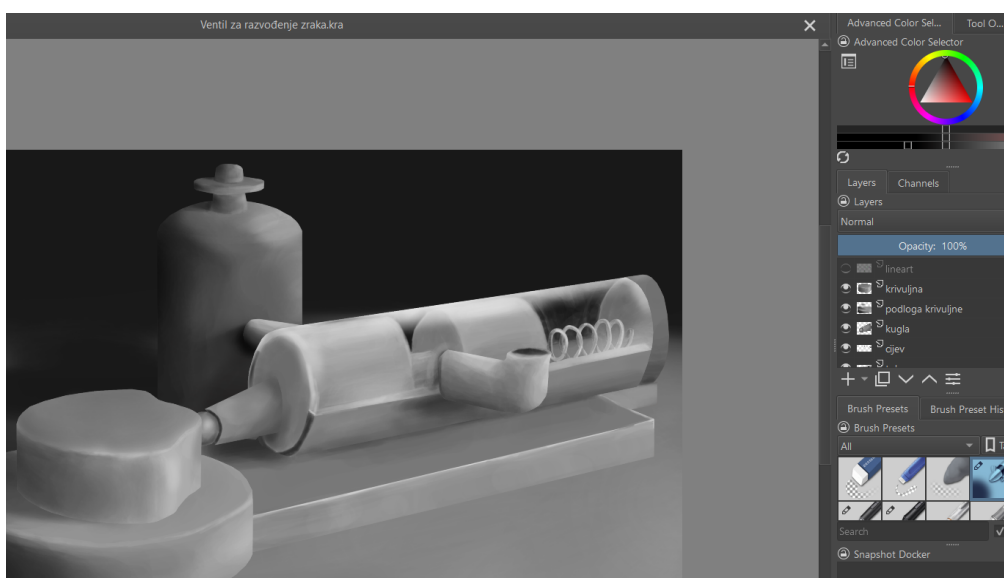 Ventil za razvođenje zraka.kra
Advanced Color Sel...
Tool O...
Advanced Color Selector
Layers
Channels
Layers
Normal
Opacity: 100%
lineart
krivuljna
podloga krivuljne
kugla
cijev
Brush Presets
Brush Preset His
Brush Presets
All
Search
Snapshot Docker